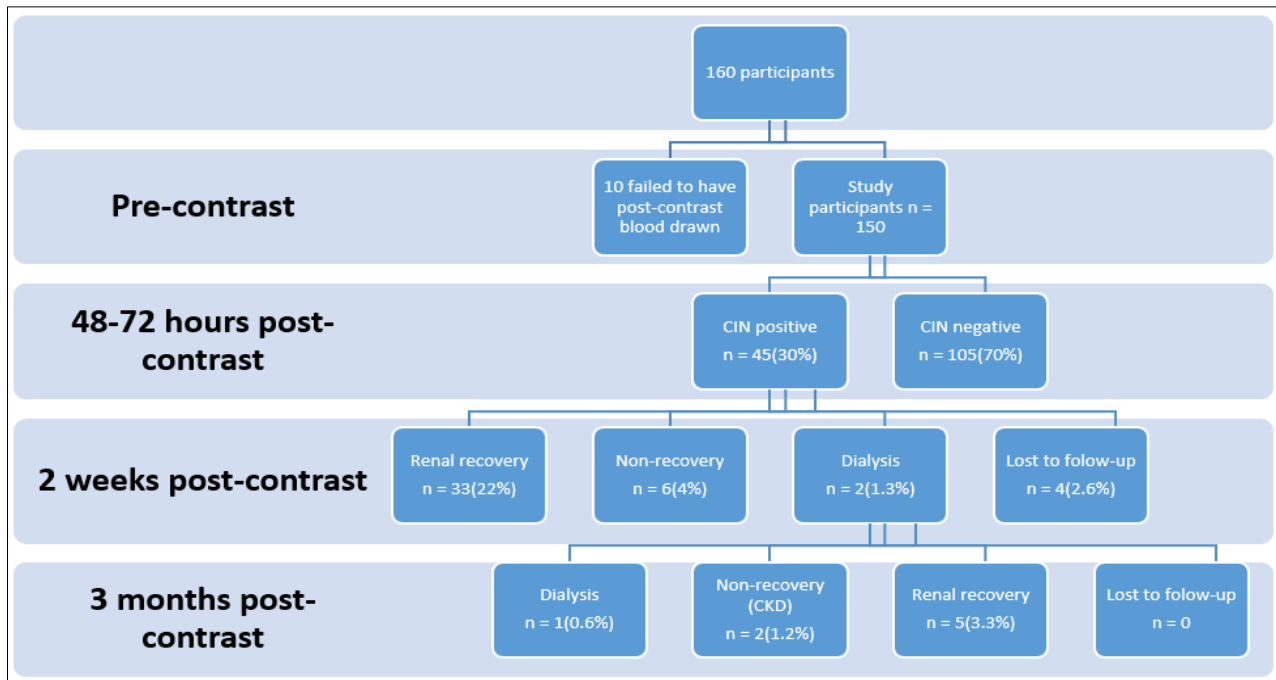 160 participants
Pre-contrast
10 failed to have
post-contrast
blood drawn
Study
participants n =
150
48-72 hours post-
contrast
CIN positive
n = 45(30%)
CIN negative
n = 105(70%)
2 weeks post-contrast
Renal recovery
n = 33(22%)
Non-recovery
n = 6(4%)
Dialysis
n = 2(1.3%)
Lost to folow-up
n = 4(2.6%)
3 months post-
contrast
Dialysis
n = 1(0.6%)
Non-recovery
(CKD)
n = 2(1.2%)
Renal recovery
n = 5(3.3%)
Lost to folow-up
n = 0